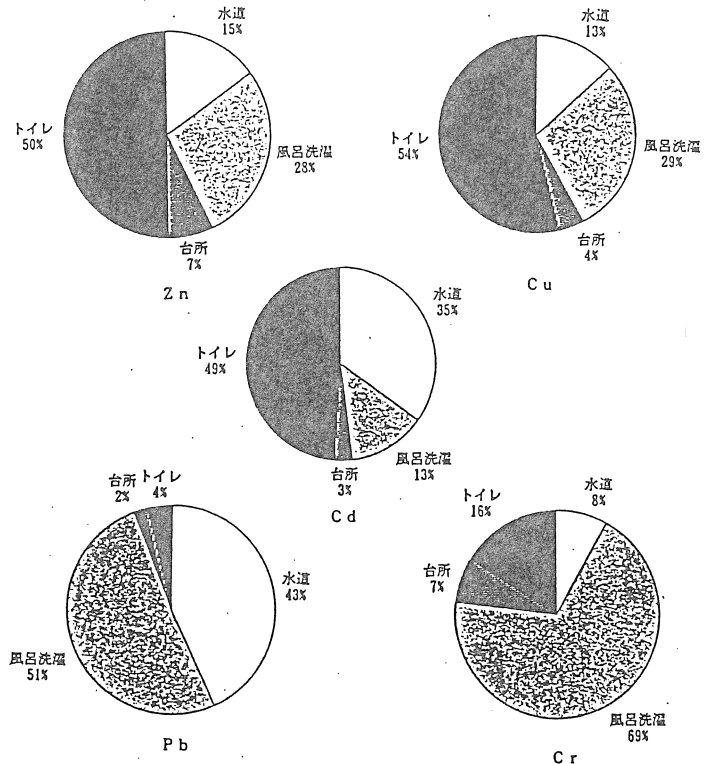 水道
15%
トイレ
50%
風呂洗濯
28%
台所
7%
Zn
水道
13%
トイレ
54%
風呂洗濯
29%
台所
4%
Cu
水道
35%
トイレ
49%
風呂洗濯
13%
台所
3%
Cd
台所
2%
トイレ
4%
水道
43%
風呂洗濯
51%
Pb
水道
8%
トイレ
16%
台所
7%
風呂洗濯
69%
Cr